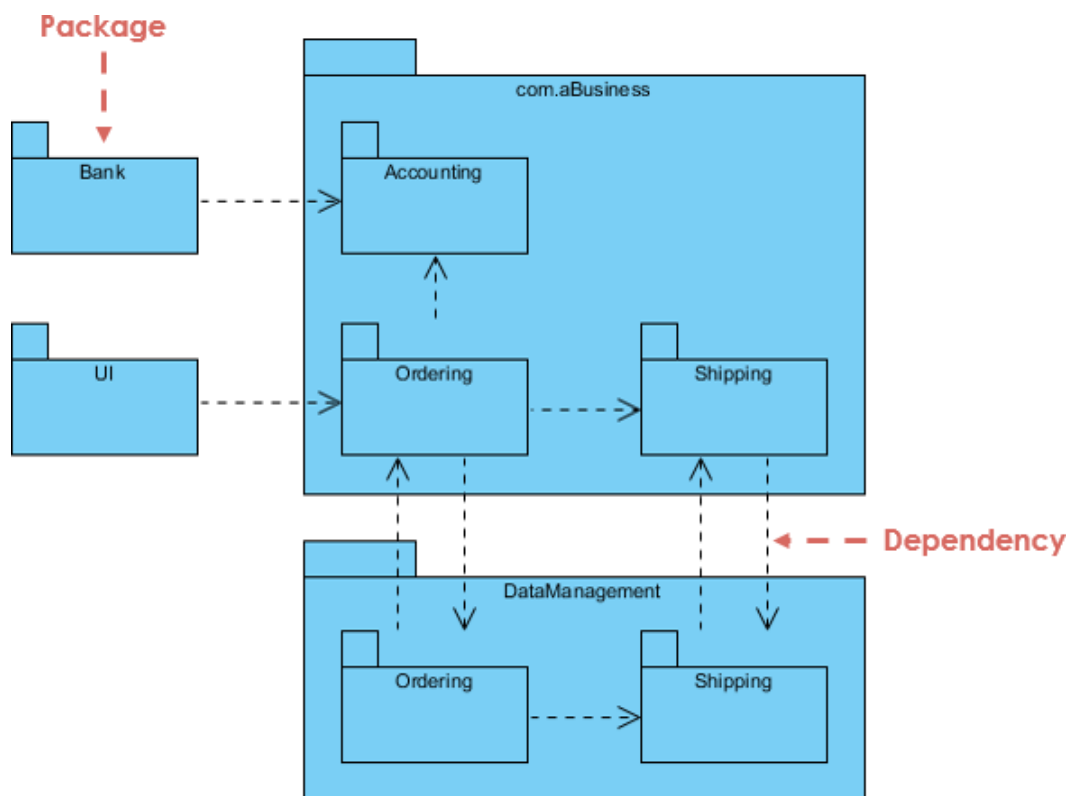 Package
com.aBusiness
Bank
Accounting
UI
Ordering
Shipping
Dependency
DataManagement
Ordering
Shipping